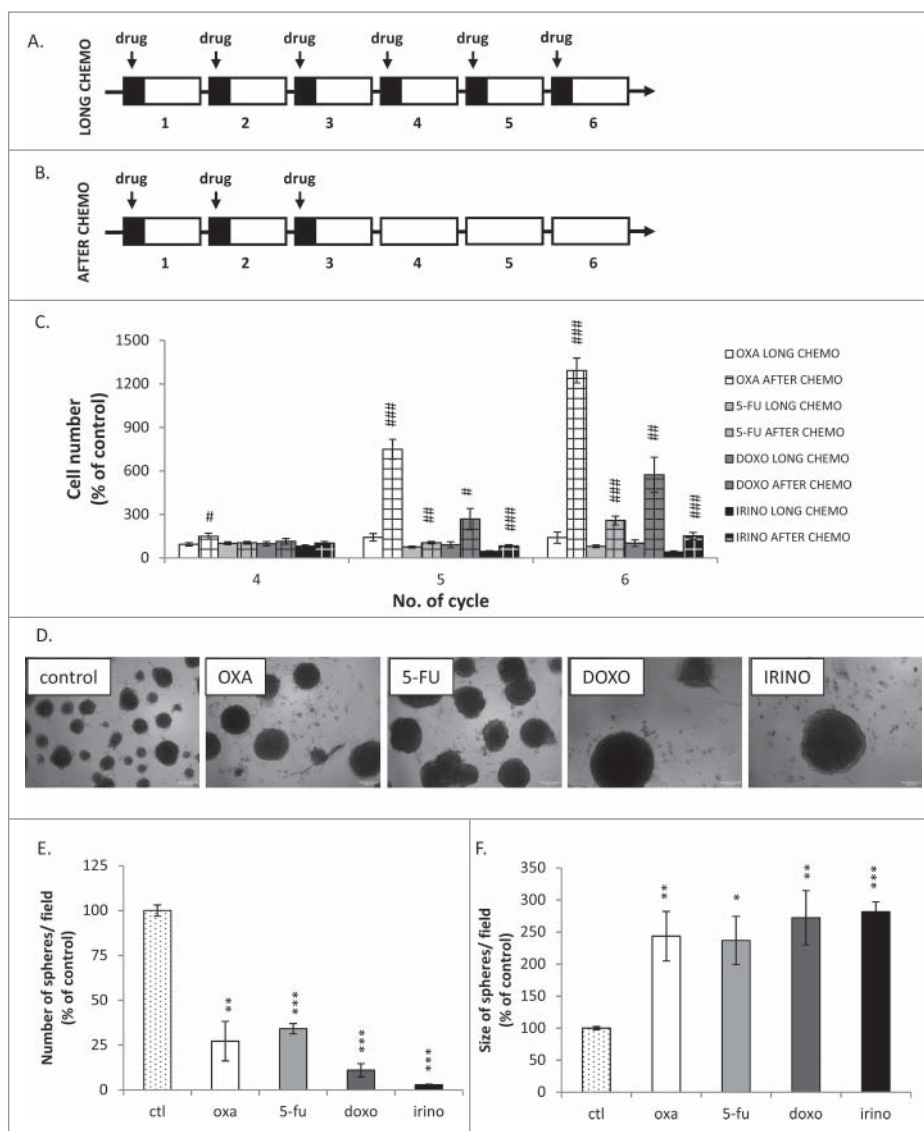 A.
LONG CHEMO
drug drug drug drug drug drug
1 2 3 4 5 6
B.
AFTER CHEMO
drug drug drug
1 2 3 4 5 6
C.
Cell number
(% of control)
1500
1200
900
600
300
0
#
###
##
#
###
###
###
##
###
4 5 6
No. of cycle
OXA LONG CHEMO
OXA AFTER CHEMO
5-FU LONG CHEMO
5-FU AFTER CHEMO
DOXO LONG CHEMO
DOXO AFTER CHEMO
IRINO LONG CHEMO
IRINO AFTER CHEMO
D.
control OXA 5-FU DOXO IRINO
E.
Number of spheres/ field
(% of control)
125
100
75
50
25
0
**
***
***
***
ctl oxa 5-fu doxo irino
F.
Size of spheres/ field
(% of control)
350
300
250
200
150
100
50
0
**
*
**
***
ctl oxa 5-fu doxo irino